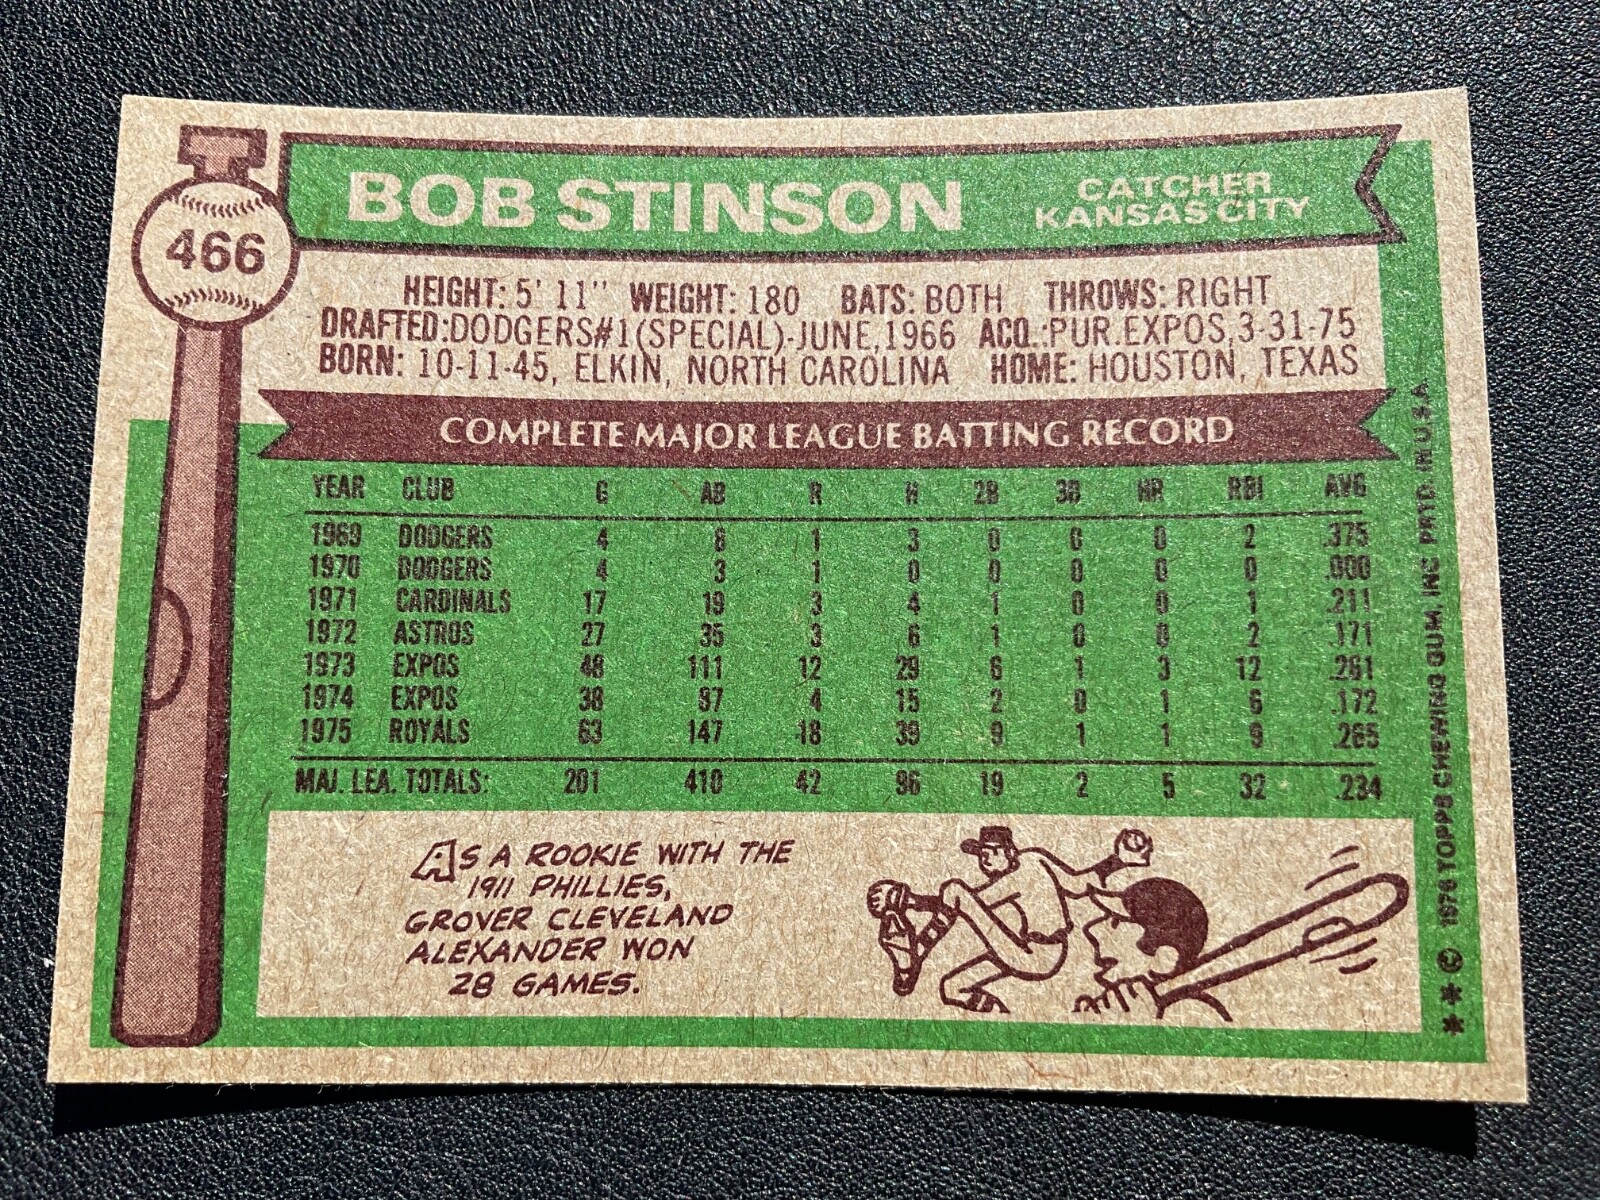 466
BOB STINSON
CATCHER
KANSAS CITY
HEIGHT: 5' 11" WEIGHT: 180 BATS: BOTH THROWS: RIGHT
DRAFTED: DODGERS #1 (SPECIAL)-JUNE, 1966 ACQ.: PUR. EXPOS, 3-31-75
BORN: 10-11-45, ELKIN, NORTH CAROLINA HOME: HOUSTON, TEXAS
COMPLETE MAJOR LEAGUE BATTING RECORD
YEAR CLUB G AB R H 2B 3B HR RBI AVG
1969 DODGERS 4 8 1 3 0 0 0 2 .375
1970 DODGERS 4 3 1 0 0 0 0 0 .000
1971 CARDINALS 17 19 3 4 1 0 0 1 .211
1972 ASTROS 27 35 3 6 1 0 0 2 .171
1973 EXPOS 48 111 12 29 6 1 3 12 .261
1974 EXPOS 38 87 4 15 2 0 1 6 .172
1975 ROYALS 63 147 18 39 9 1 1 9 .265
MAJ. LEA. TOTALS: 201 410 42 96 19 2 5 32 .234
AS A ROOKIE WITH THE
1911 PHILLIES,
GROVER CLEVELAND
ALEXANDER WON
28 GAMES.
** © 1976 TOPPS CHEWING GUM, INC. PRTD. IN U.S.A.